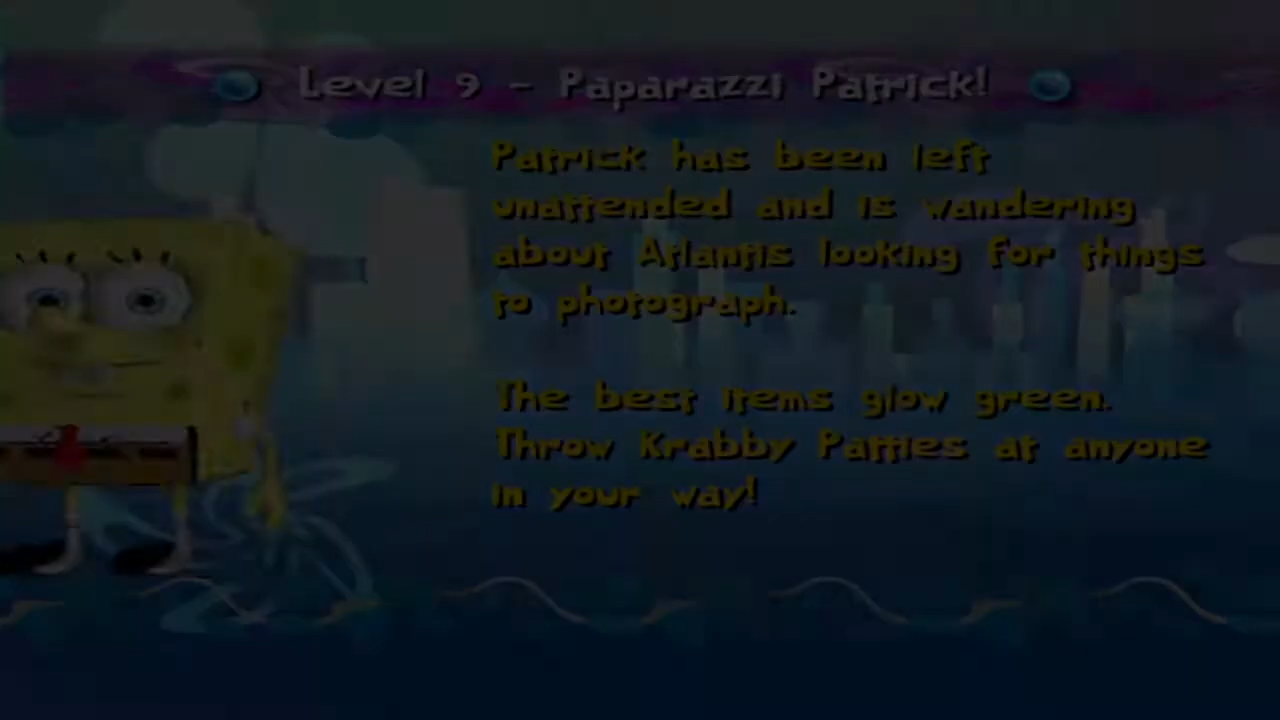 Level 9 - Paparazzi Patrick!
Patrick has been left
unattended and is wandering
about Atlantis looking for things
to photograph.
The best items glow green.
Throw Krabby Patties at anyone
in your way!